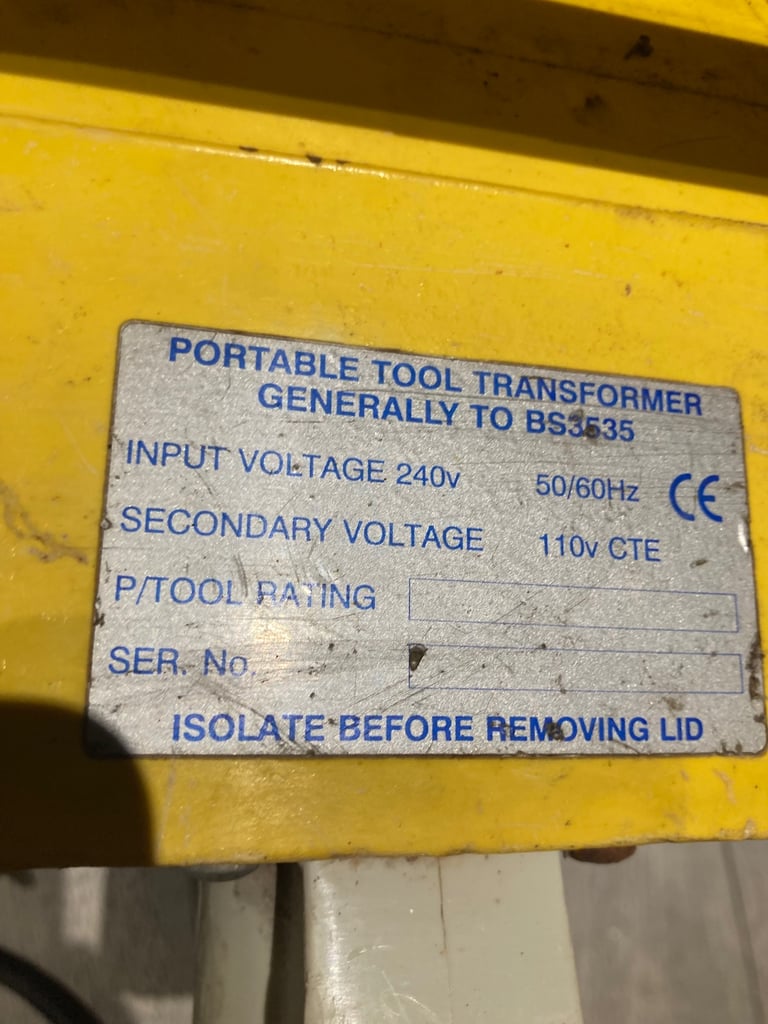 PORTABLE TOOL TRANSFORMER
GENERALLY TO BS3535
INPUT VOLTAGE 240v 50/60Hz CE
SECONDARY VOLTAGE 110v CTE
P/TOOL RATING
SER. No.
ISOLATE BEFORE REMOVING LID